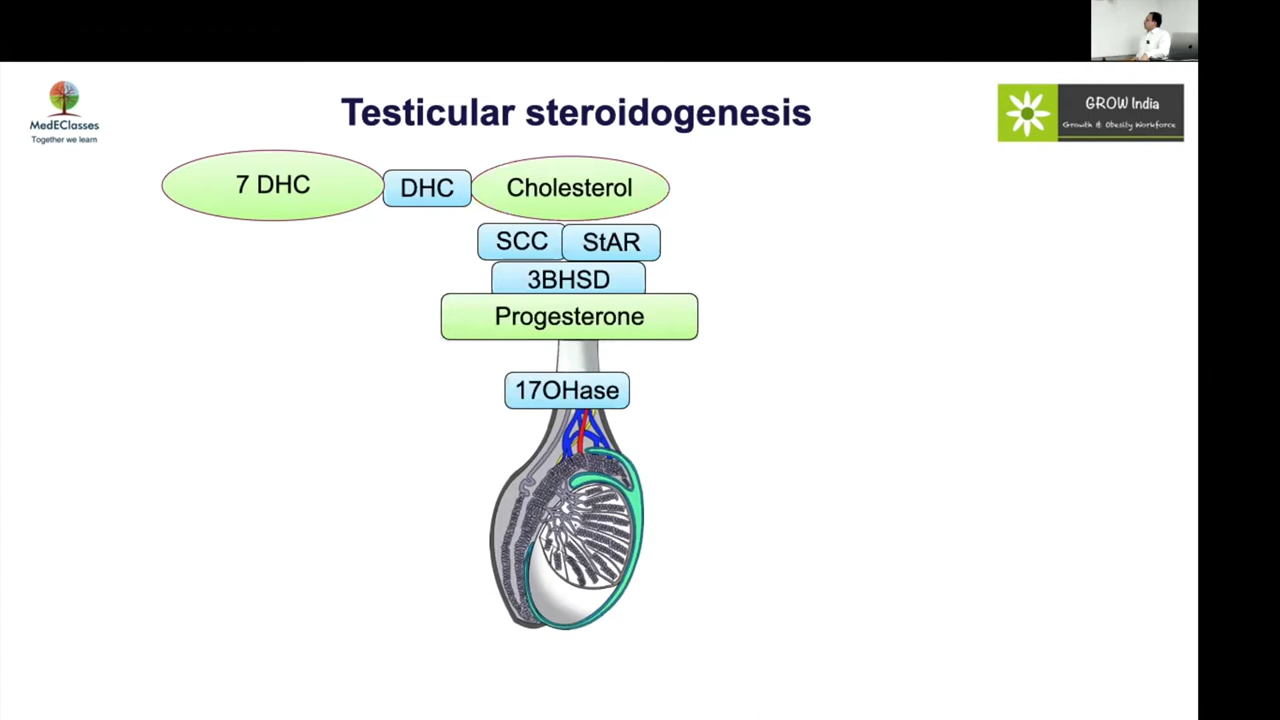 Testicular steroidogenesis
MedEClasses
Together we learn
GROW India
Growth & Obesity Workforce
7 DHC
DHC
Cholesterol
SCC
StAR
3BHSD
Progesterone
17OHase